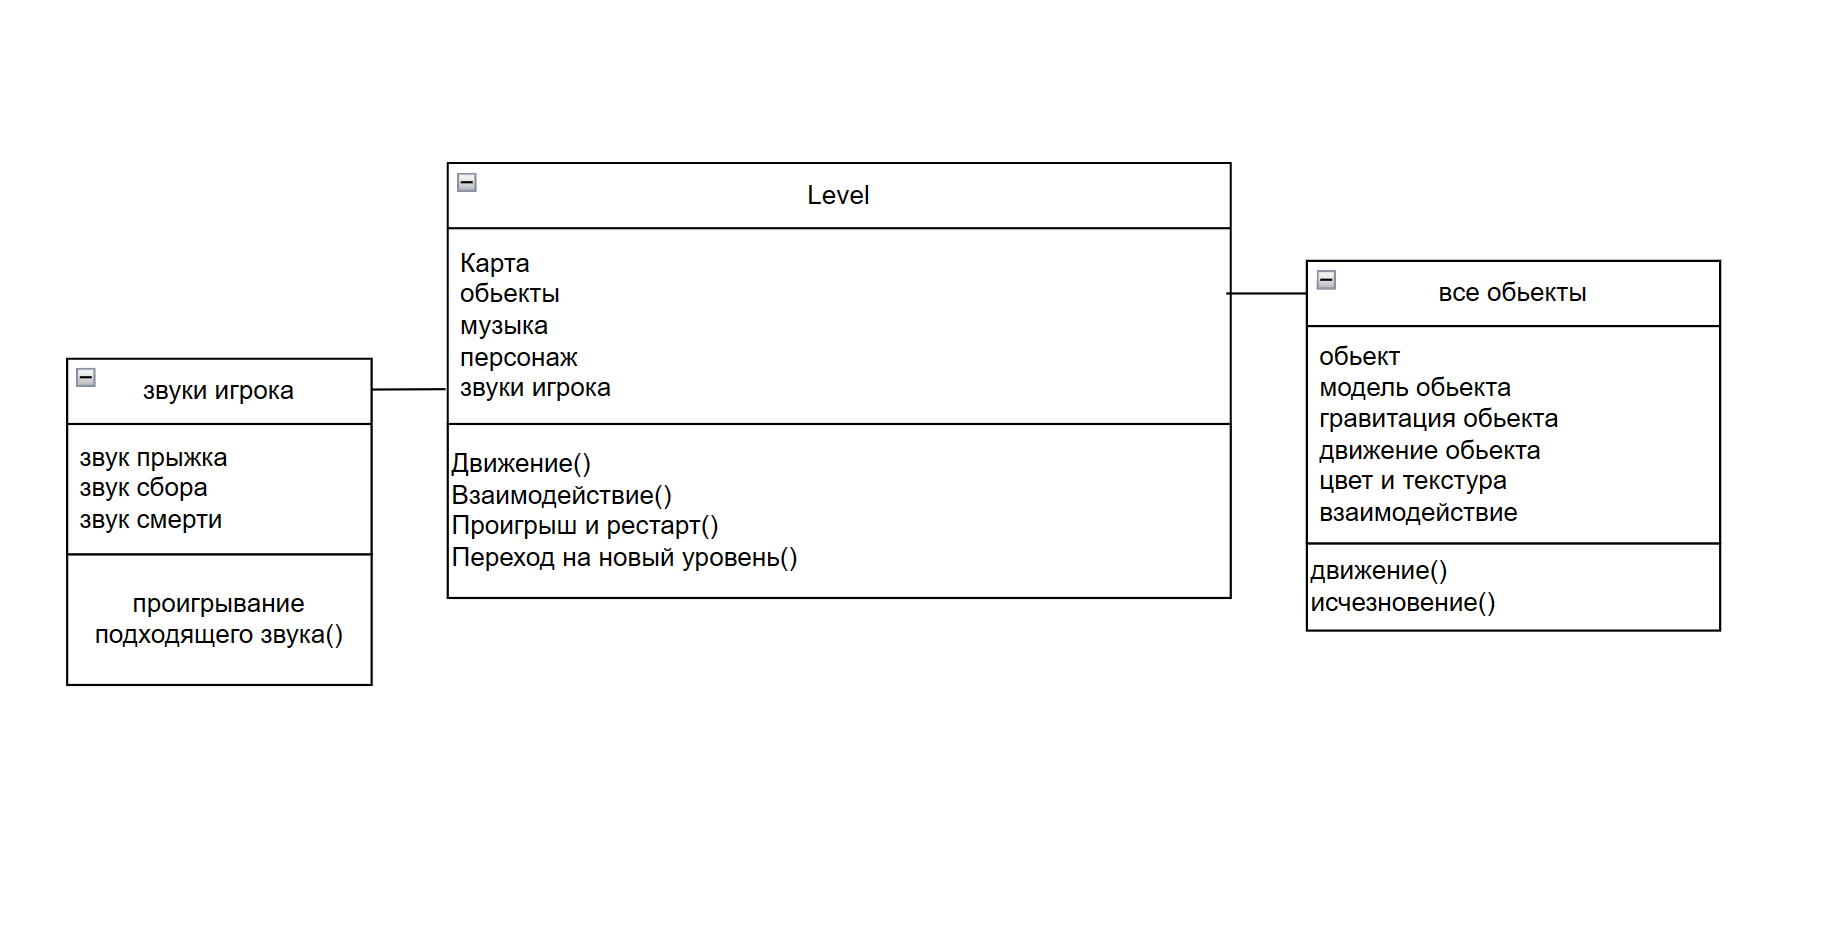 Level
Карта
обьекты
музыка
персонаж
звуки игрока
Движение()
Взаимодействие()
Проигрыш и рестарт()
Переход на новый уровень()
звуки игрока
звук прыжка
звук сбора
звук смерти
проигрывание
подходящего звука()
все обьекты
обьект
модель обьекта
гравитация обьекта
движение обьекта
цвет и текстура
взаимодействие
движение()
исчезновение()